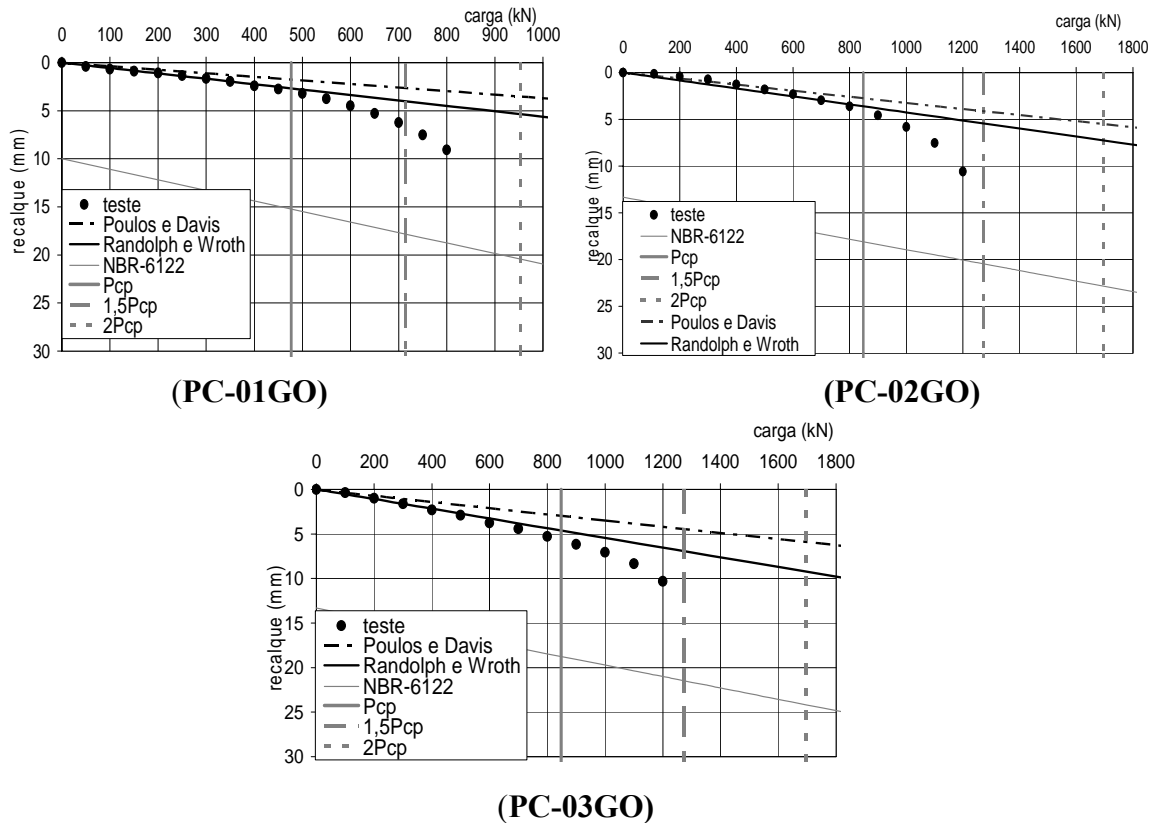 carga (kN)
0 100 200 300 400 500 600 700 800 900 1000
0
5
10
15
20
25
30
recalque (mm)
teste
Poulos e Davis
Randolph e Wroth
NBR-6122
Pcp
1,5Pcp
2Pcp
(PC-01GO)
carga (kN)
0 200 400 600 800 1000 1200 1400 1600 1800
0
5
10
15
20
25
30
recalque (mm)
teste
NBR-6122
Pcp
1,5Pcp
2Pcp
Poulos e Davis
Randolph e Wroth
(PC-02GO)
carga (kN)
0 200 400 600 800 1000 1200 1400 1600 1800
0
5
10
15
20
25
30
recalque (mm)
teste
Poulos e Davis
Randolph e Wroth
NBR-6122
Pcp
1,5Pcp
2Pcp
(PC-03GO)